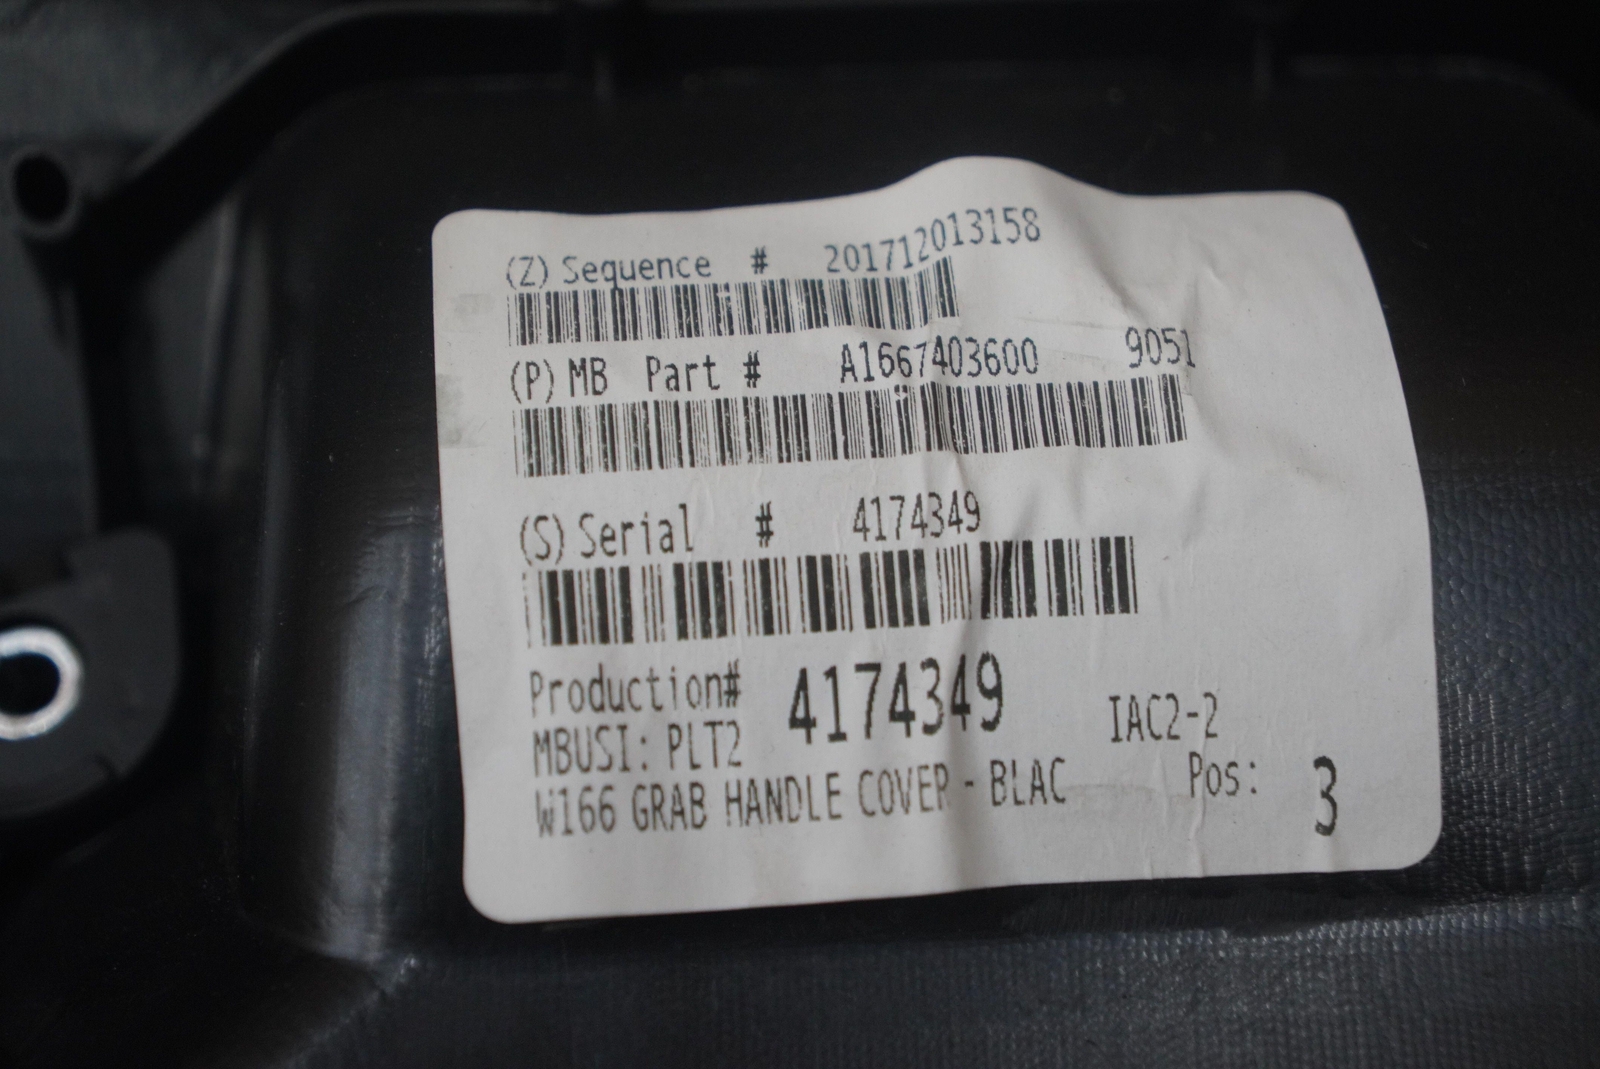 (Z) Sequence # 201712013158
(P) MB Part # A1667403600 9051
(S) Serial # 4174349
Production# 4174349
MBUSI: PLT2 IAC2-2
W166 GRAB HANDLE COVER - BLAC Pos: 3